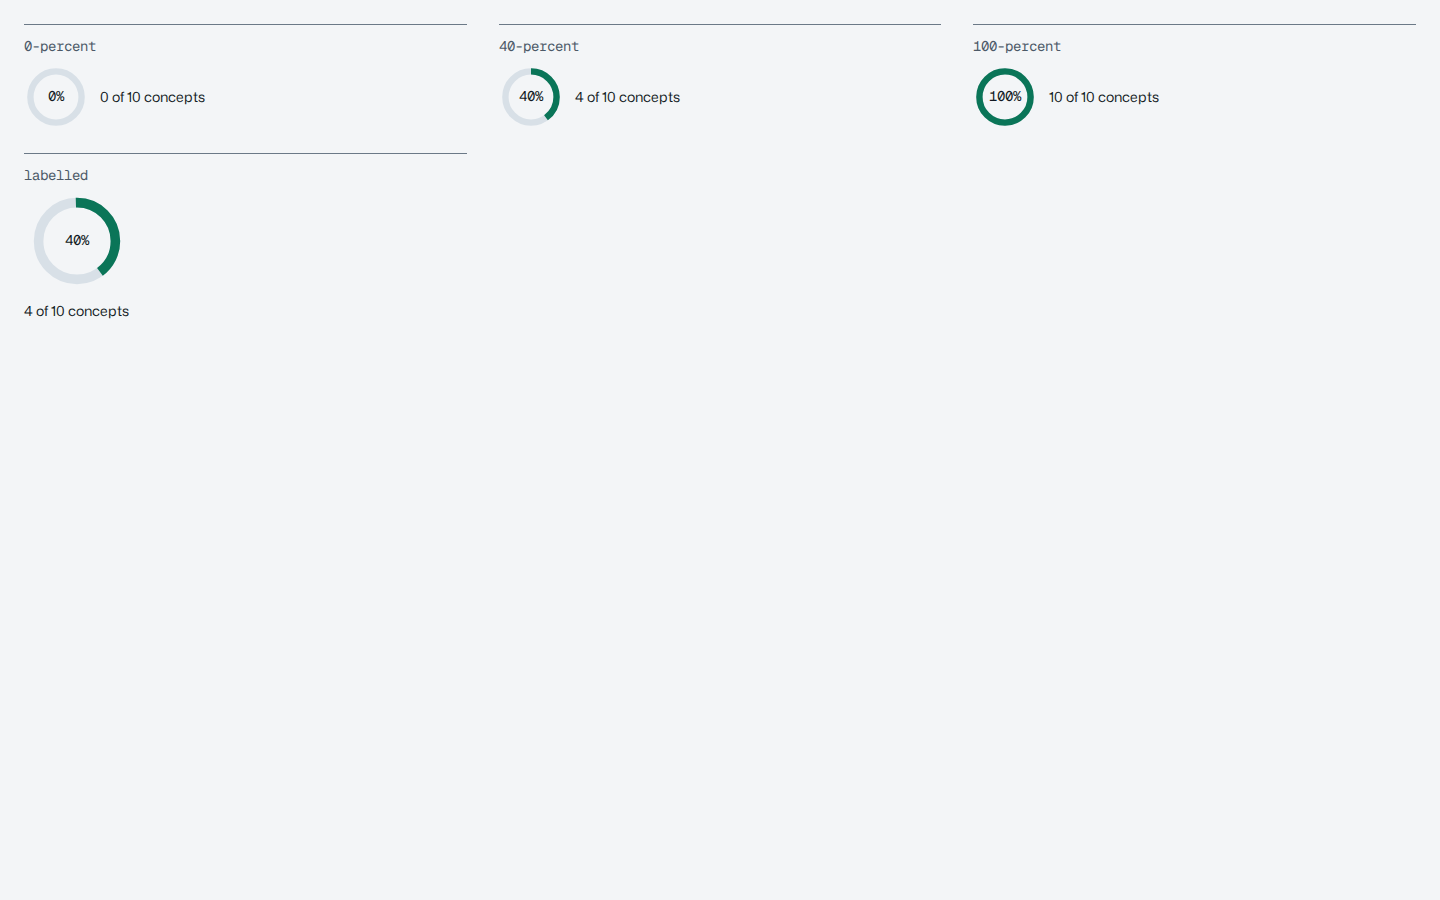 0-percent
0%
0 of 10 concepts
40-percent
40%
4 of 10 concepts
100-percent
100%
10 of 10 concepts
labelled
40%
4 of 10 concepts